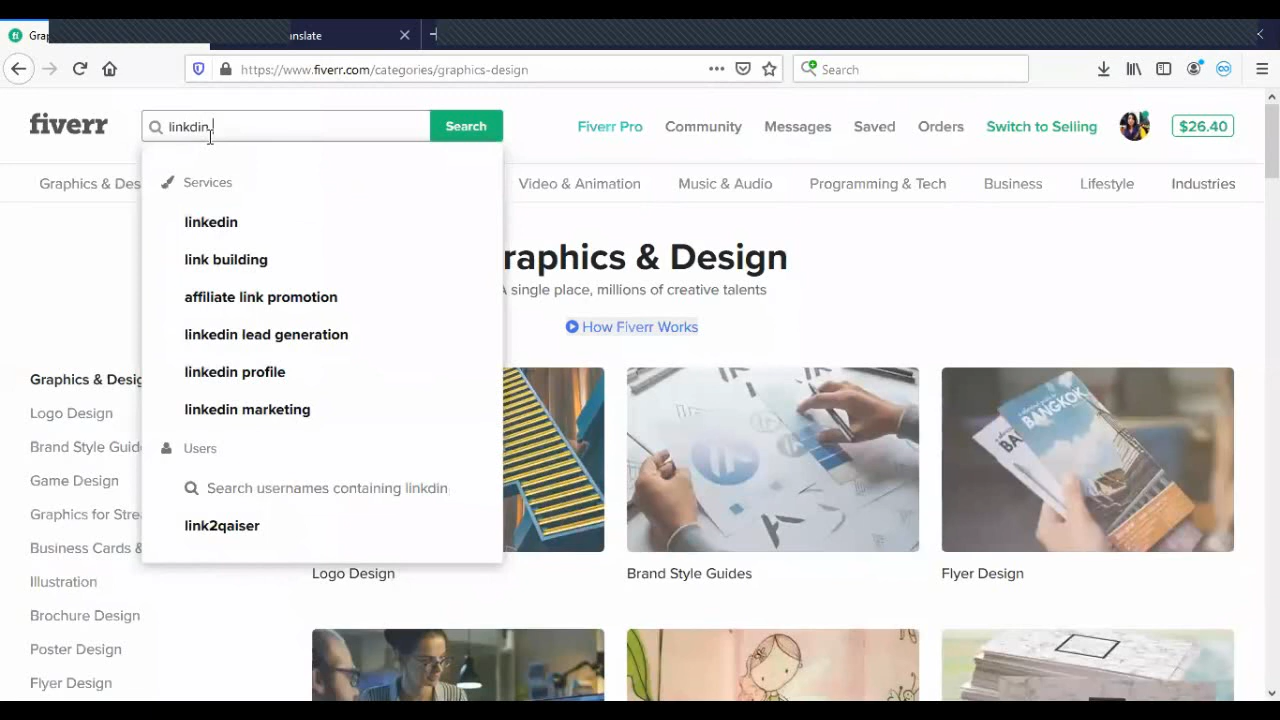 Gra
anslate
https://www.fiverr.com/categories/graphics-design
Search
fiverr
linkdin
Search
Fiverr Pro
Community
Messages
Saved
Orders
Switch to Selling
$26.40
Graphics & Des
Video & Animation
Music & Audio
Programming & Tech
Business
Lifestyle
Industries
Services
linkedin
link building
affiliate link promotion
linkedin lead generation
linkedin profile
linkedin marketing
Users
Search usernames containing linkdin
link2qaiser
raphics & Design
A single place, millions of creative talents
How Fiverr Works
Graphics & Desig
Logo Design
Brand Style Guid
Game Design
Graphics for Stre
Business Cards &
Illustration
Brochure Design
Poster Design
Flyer Design
BANGKOK
Logo Design
Brand Style Guides
Flyer Design